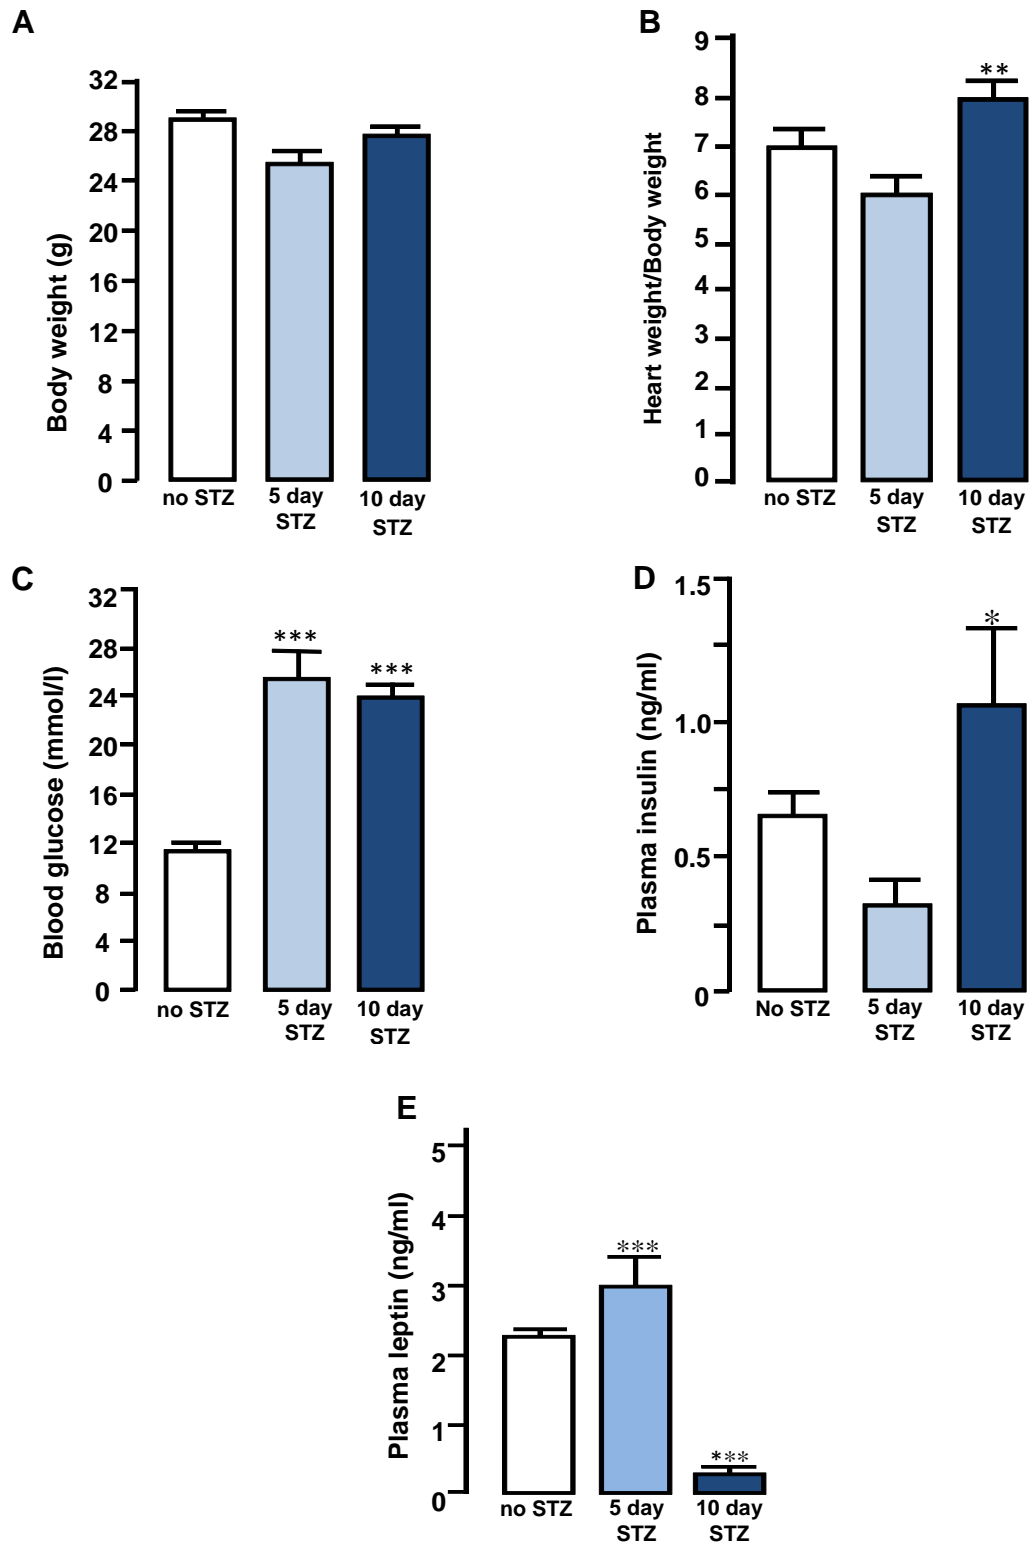 A
Body weight (g)
32
28
24
20
16
12
8
4
0
no STZ
5 day
STZ
10 day
STZ
B
Heart weight/Body weight
9
8
7
6
5
4
3
2
1
0
**
no STZ
5 day
STZ
10 day
STZ
C
Blood glucose (mmol/l)
32
28
24
20
16
12
8
4
0
***
***
no STZ
5 day
STZ
10 day
STZ
D
Plasma insulin (ng/ml)
1.5
1.0
0.5
0
*
No STZ
5 day
STZ
10 day
STZ
E
Plasma leptin (ng/ml)
5
4
3
2
1
0
***
***
no STZ
5 day
STZ
10 day
STZ